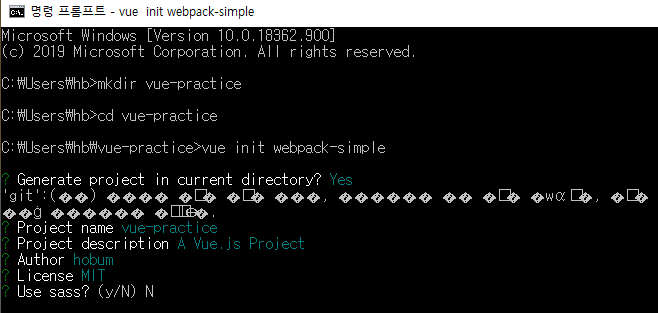 명령 프롬프트 - vue init webpack-simple
Microsoft Windows [Version 10.0.18362.900]
(c) 2019 Microsoft Corporation. All rights reserved.
C:₩Users₩hb>mkdir vue-practice
C:₩Users₩hb>cd vue-practice
C:₩Users₩hb₩vue-practice>vue init webpack-simple
? Generate project in current directory? Yes
'git':(
? Project name vue-practice
? Project description A Vue.js Project
? Author hobum
? License MIT
? Use sass? (y/N) N